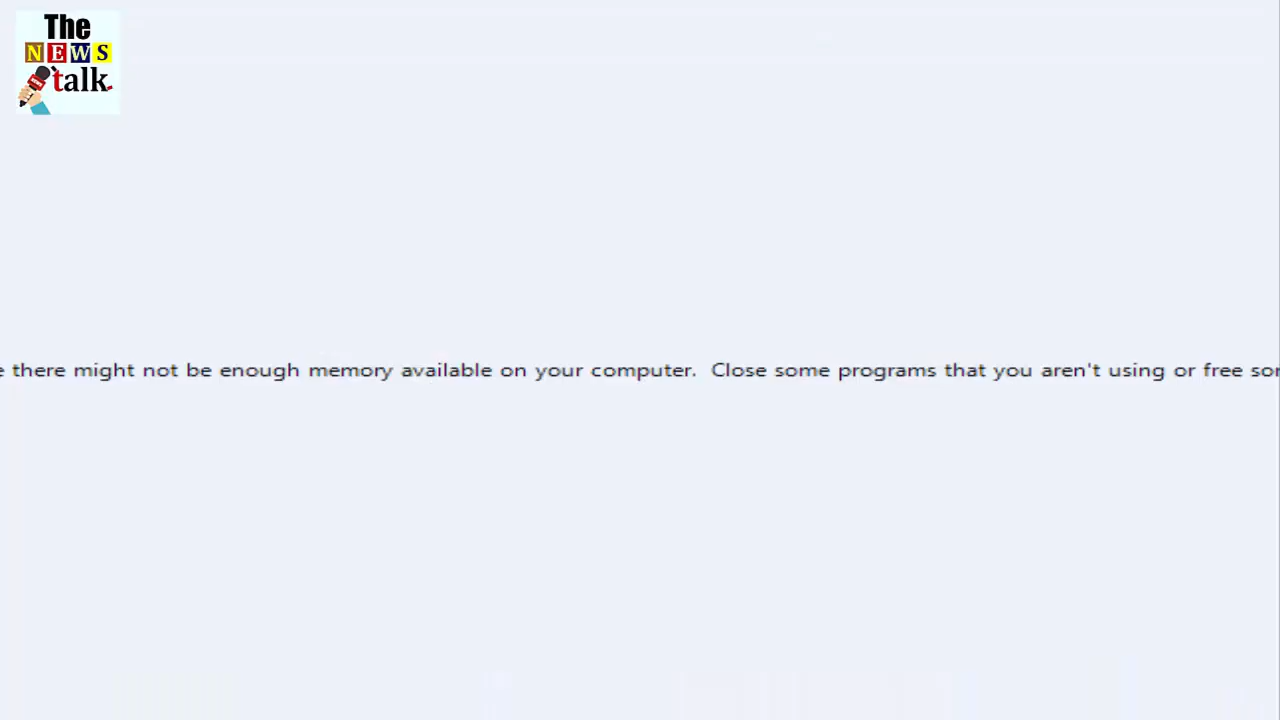 The
NEWS
talk.
there might not be enough memory available on your computer.  Close some programs that you aren't using or free